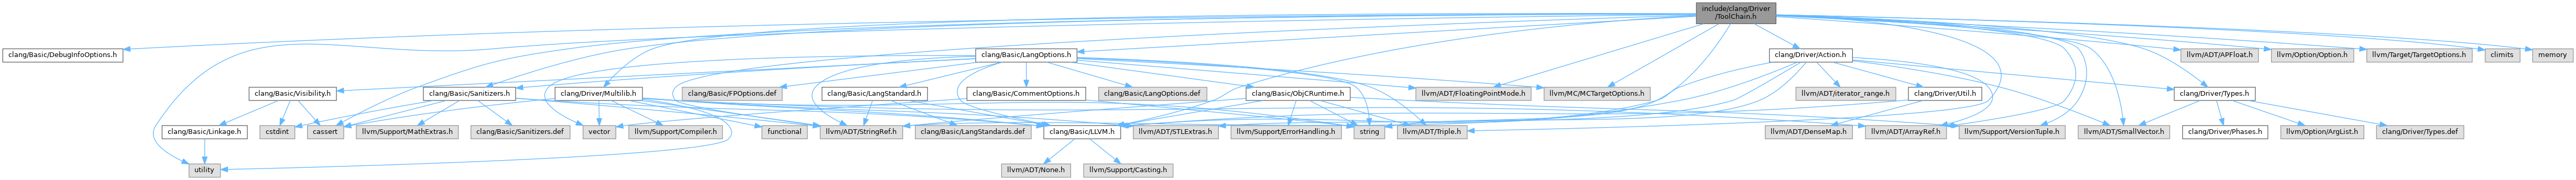 include/clang/Driver
/ToolChain.h
clang/Basic/DebugInfoOptions.h
clang/Basic/LangOptions.h
clang/Driver/Action.h
llvm/ADT/APFloat.h
llvm/Option/Option.h
llvm/Target/TargetOptions.h
climits
memory
clang/Basic/Visibility.h
clang/Basic/Sanitizers.h
clang/Driver/Multilib.h
clang/Basic/FPOptions.def
clang/Basic/LangStandard.h
clang/Basic/CommentOptions.h
clang/Basic/LangOptions.def
clang/Basic/ObjCRuntime.h
llvm/ADT/FloatingPointMode.h
llvm/MC/MCTargetOptions.h
llvm/ADT/iterator_range.h
clang/Driver/Util.h
clang/Driver/Types.h
clang/Basic/Linkage.h
cstdint
cassert
llvm/Support/MathExtras.h
clang/Basic/Sanitizers.def
vector
llvm/Support/Compiler.h
functional
llvm/ADT/StringRef.h
clang/Basic/LangStandards.def
clang/Basic/LLVM.h
llvm/ADT/STLExtras.h
llvm/Support/ErrorHandling.h
string
llvm/ADT/Triple.h
llvm/ADT/DenseMap.h
llvm/ADT/ArrayRef.h
llvm/Support/VersionTuple.h
llvm/ADT/SmallVector.h
clang/Driver/Phases.h
llvm/Option/ArgList.h
clang/Driver/Types.def
utility
llvm/ADT/None.h
llvm/Support/Casting.h